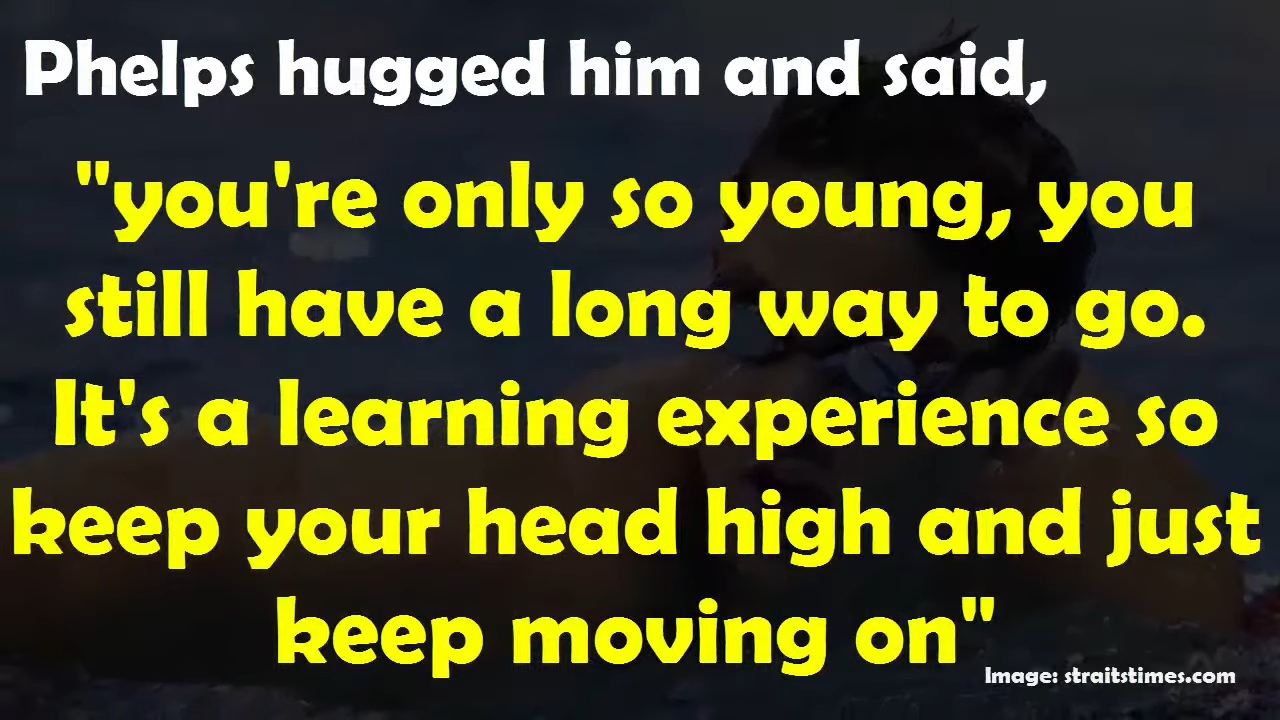 Phelps hugged him and said,
"you're only so young, you
still have a long way to go.
It's a learning experience so
keep your head high and just
keep moving on"
Image: straitstimes.com